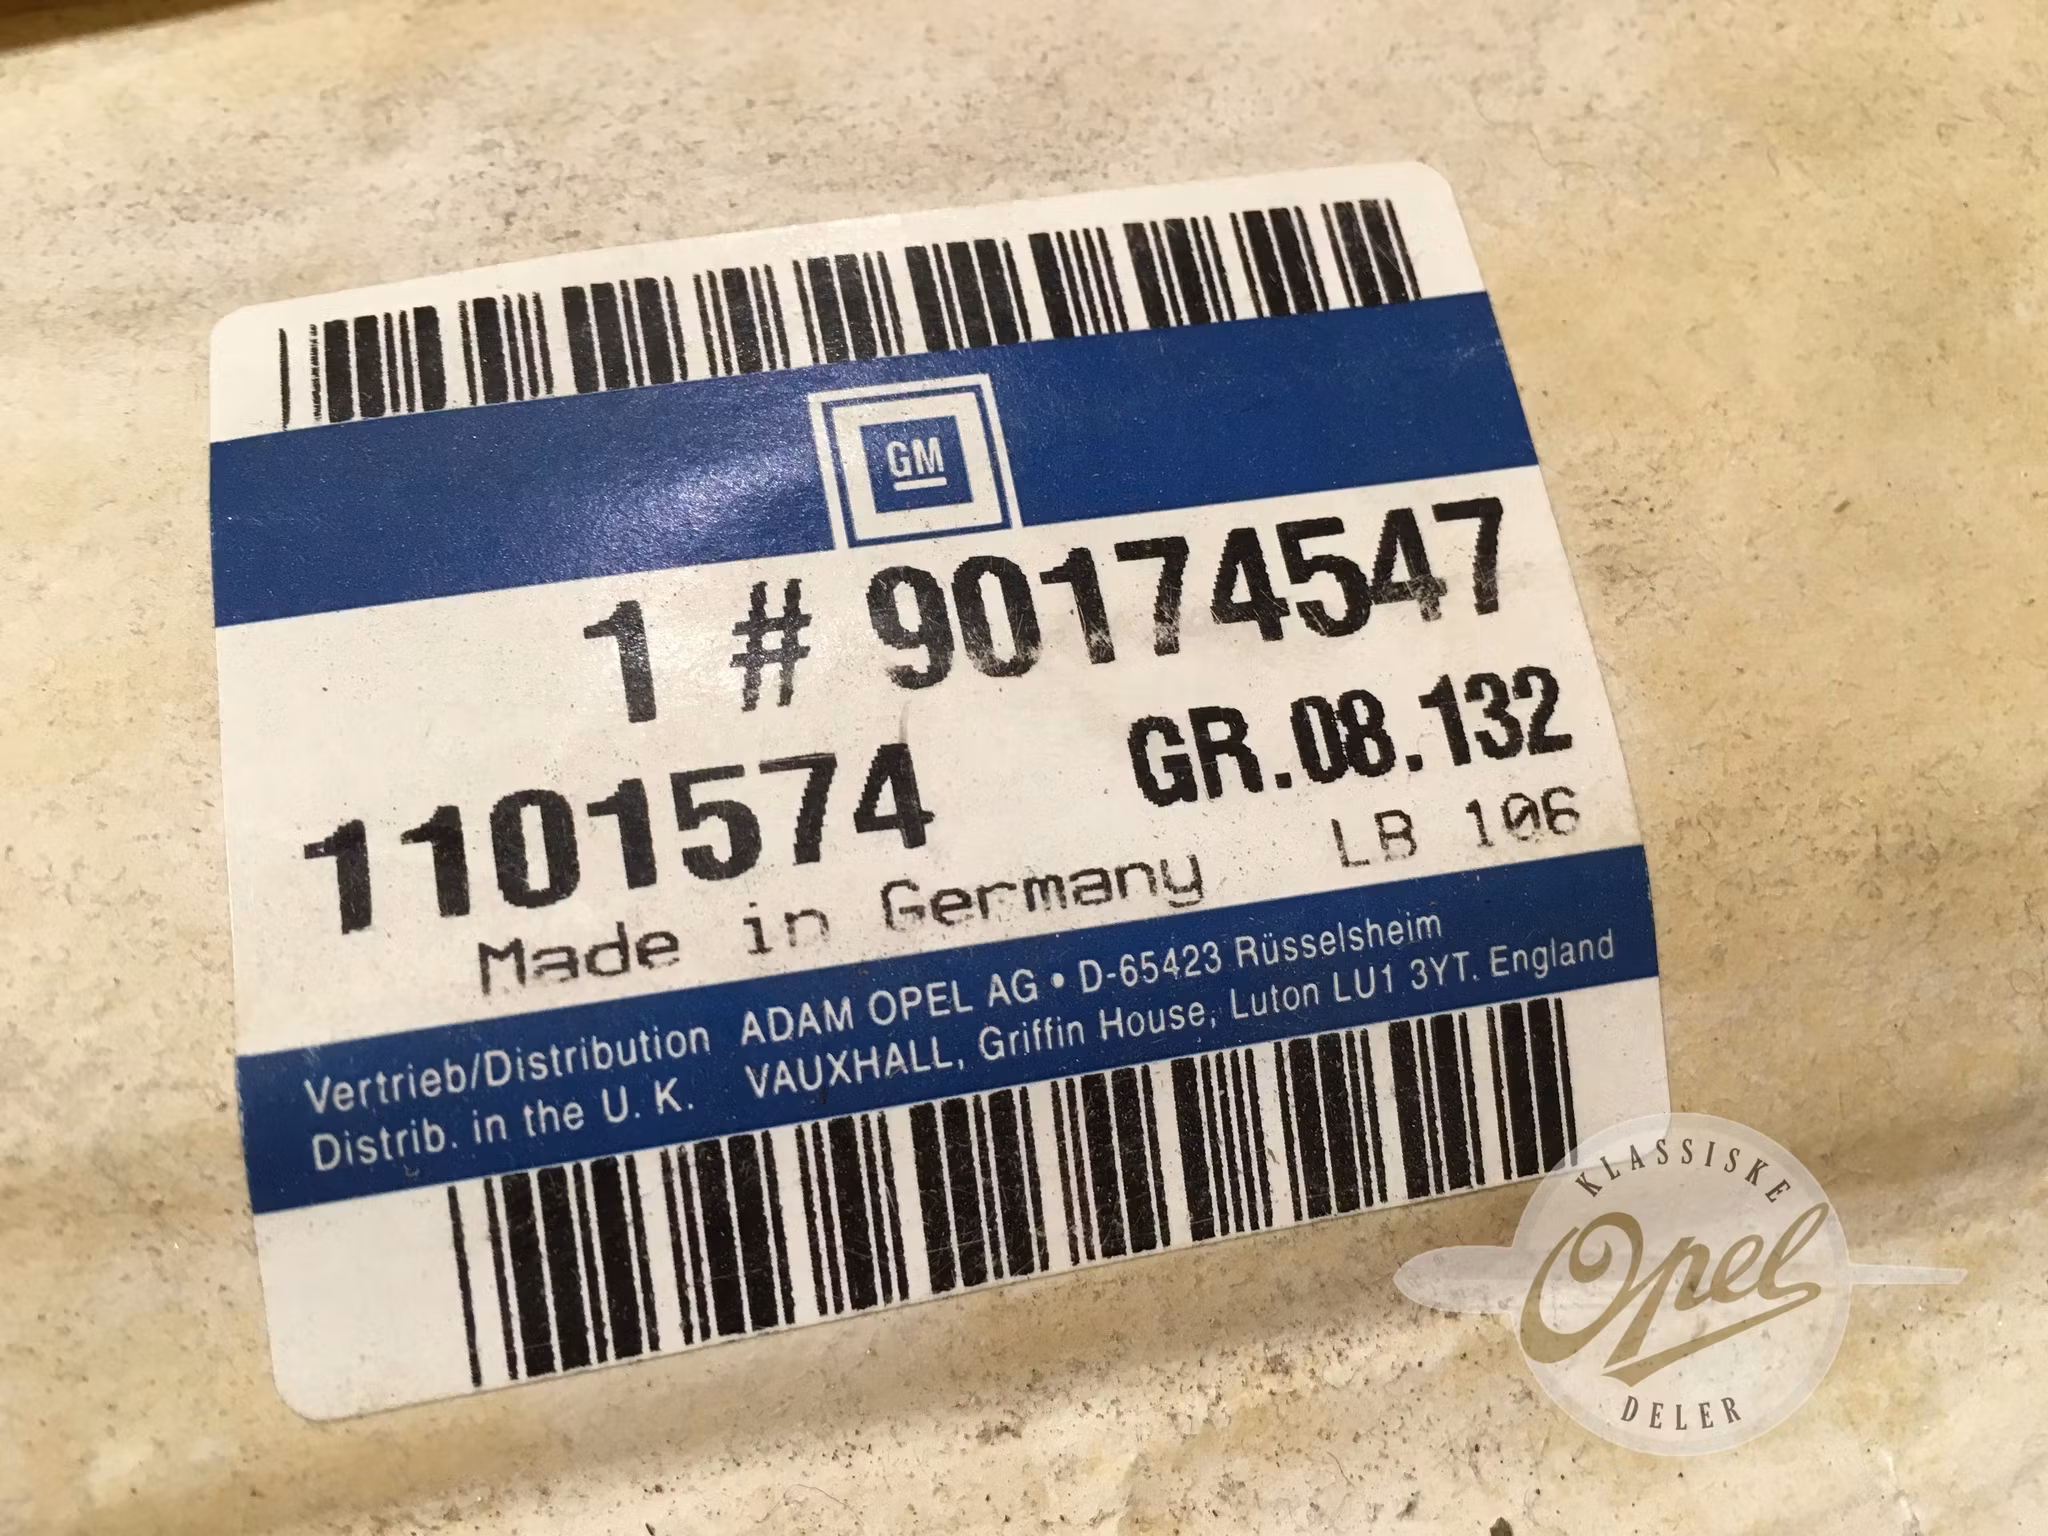 GM
1 # 90174547
1101574 GR.08.132
Made in Germany LB 106
Vertrieb/Distribution ADAM OPEL AG • D-65423 Rüsselsheim
Distrib. in the U. K. VAUXHALL, Griffin House, Luton LU1 3YT. England
KLASSISKE
Opel
DELER